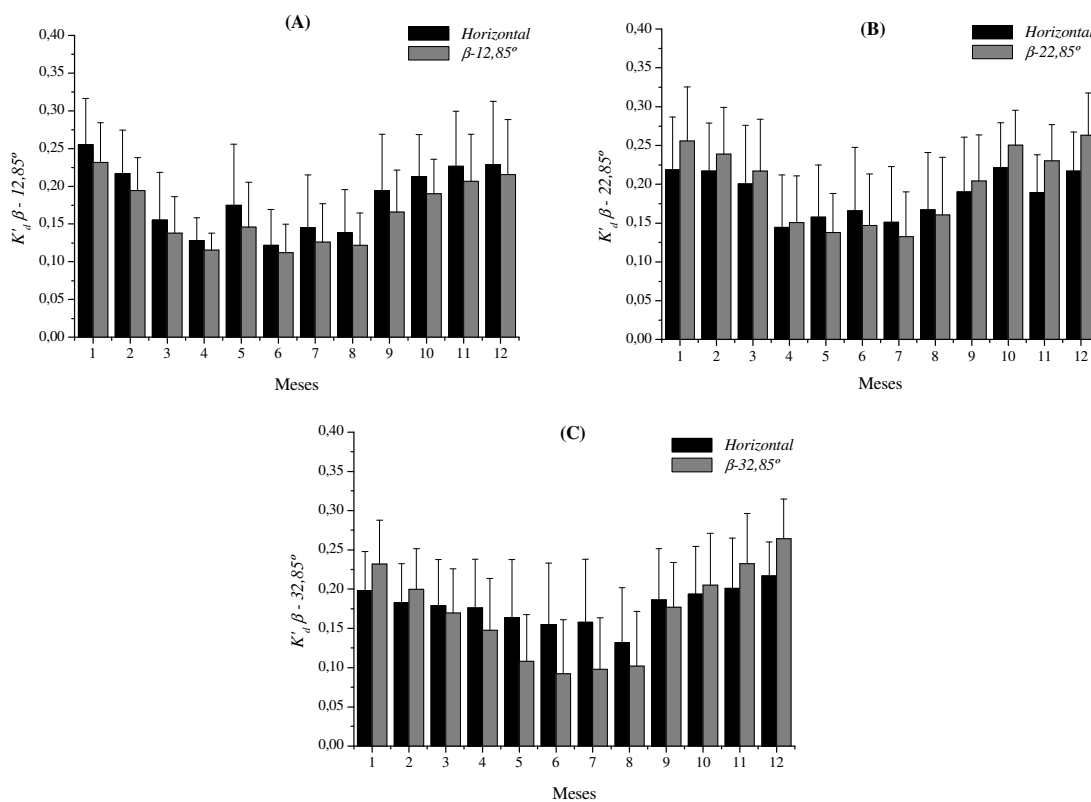 (A)
Horizontal
β-12,85º
K'd β - 12,85º
0,40
0,35
0,30
0,25
0,20
0,15
0,10
0,05
0,00
1 2 3 4 5 6 7 8 9 10 11 12
Meses
(B)
Horizontal
β-22,85º
K'd β - 22,85º
0,40
0,35
0,30
0,25
0,20
0,15
0,10
0,05
0,00
1 2 3 4 5 6 7 8 9 10 11 12
Meses
(C)
Horizontal
β-32,85º
K'd β - 32,85º
0,40
0,35
0,30
0,25
0,20
0,15
0,10
0,05
0,00
1 2 3 4 5 6 7 8 9 10 11 12
Meses